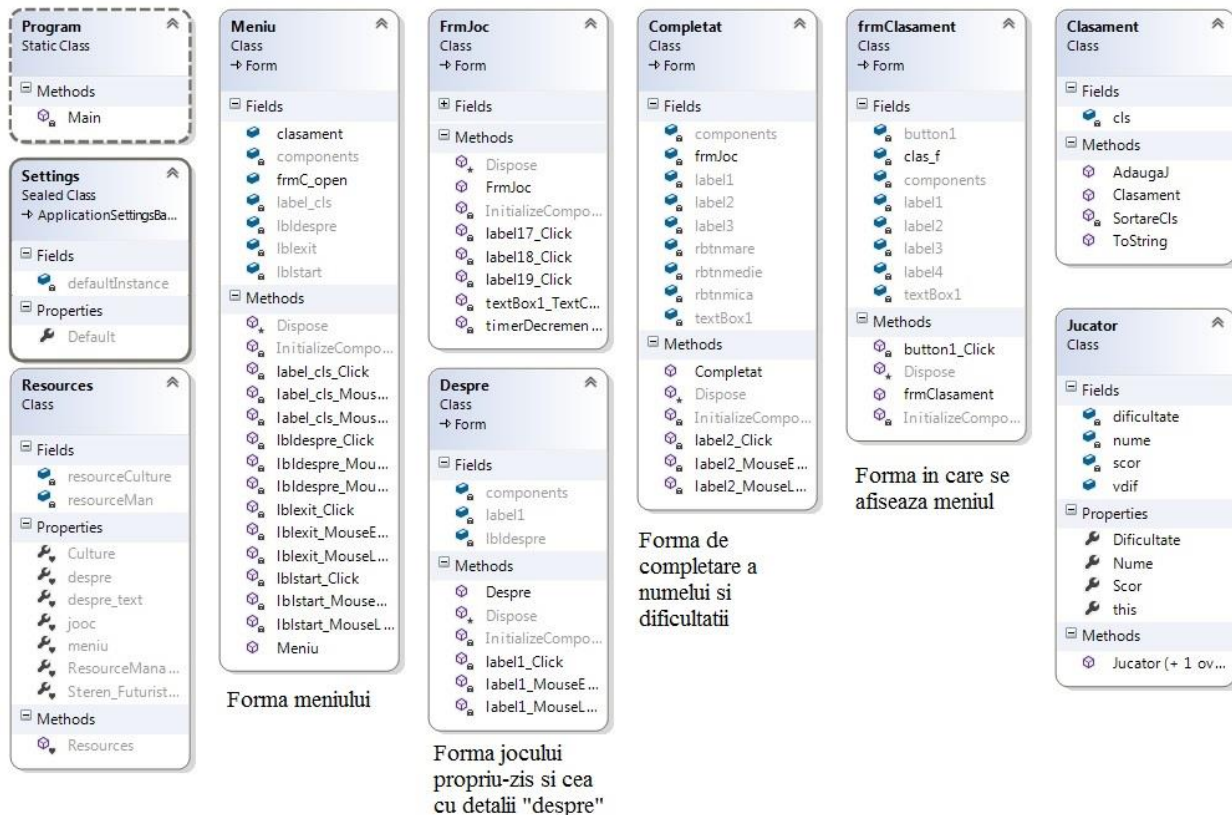 Program
Static Class
Methods
Main
Settings
Sealed Class
ApplicationSettingsBa...
Fields
defaultInstance
Properties
Default
Resources
Class
Fields
resourceCulture
resourceMan
Properties
Culture
despre
despre_text
jooc
meniu
ResourceMana...
Steren_Futurist...
Methods
Resources
Meniu
Class
Form
Fields
clasament
components
frmC_open
label_cls
lbldespre
lblexit
lblstart
Methods
Dispose
InitializeCompo...
label_cls_Click
label_cls_Mous...
label_cls_Mous...
lbldespre_Click
lbldespre_Mou...
lbldespre_Mou...
lblexit_Click
lblexit_MouseE...
lblexit_MouseL...
lblstart_Click
lblstart_Mouse...
lblstart_MouseL...
Meniu
Forma meniului
FrmJoc
Class
Form
Fields
Methods
Dispose
FrmJoc
InitializeCompo...
label17_Click
label18_Click
label19_Click
textBox1_TextC...
timerDecremen...
Despre
Class
Form
Fields
components
label1
lbldespre
Methods
Despre
Dispose
InitializeCompo...
label1_Click
label1_MouseE...
label1_MouseL...
Forma jocului
propriu-zis si cea
cu detalii "despre"
Completat
Class
Form
Fields
components
frmJoc
label1
label2
label3
rbtnmare
rbtnmedie
rbtnmica
textBox1
Methods
Completat
Dispose
InitializeCompo...
label2_Click
label2_MouseE...
label2_MouseL...
Forma de
completare a
numelui si
dificultatii
frmClasament
Class
Form
Fields
button1
clas_f
components
label1
label2
label3
label4
textBox1
Methods
button1_Click
Dispose
frmClasament
InitializeCompo...
Forma in care se
afiseaza meniul
Clasament
Class
Fields
cls
Methods
AdaugaJ
Clasament
SortareCls
ToString
Jucator
Class
Fields
dificultate
nume
scor
vdif
Properties
Dificultate
Nume
Scor
this
Methods
Jucator (+ 1 ov...